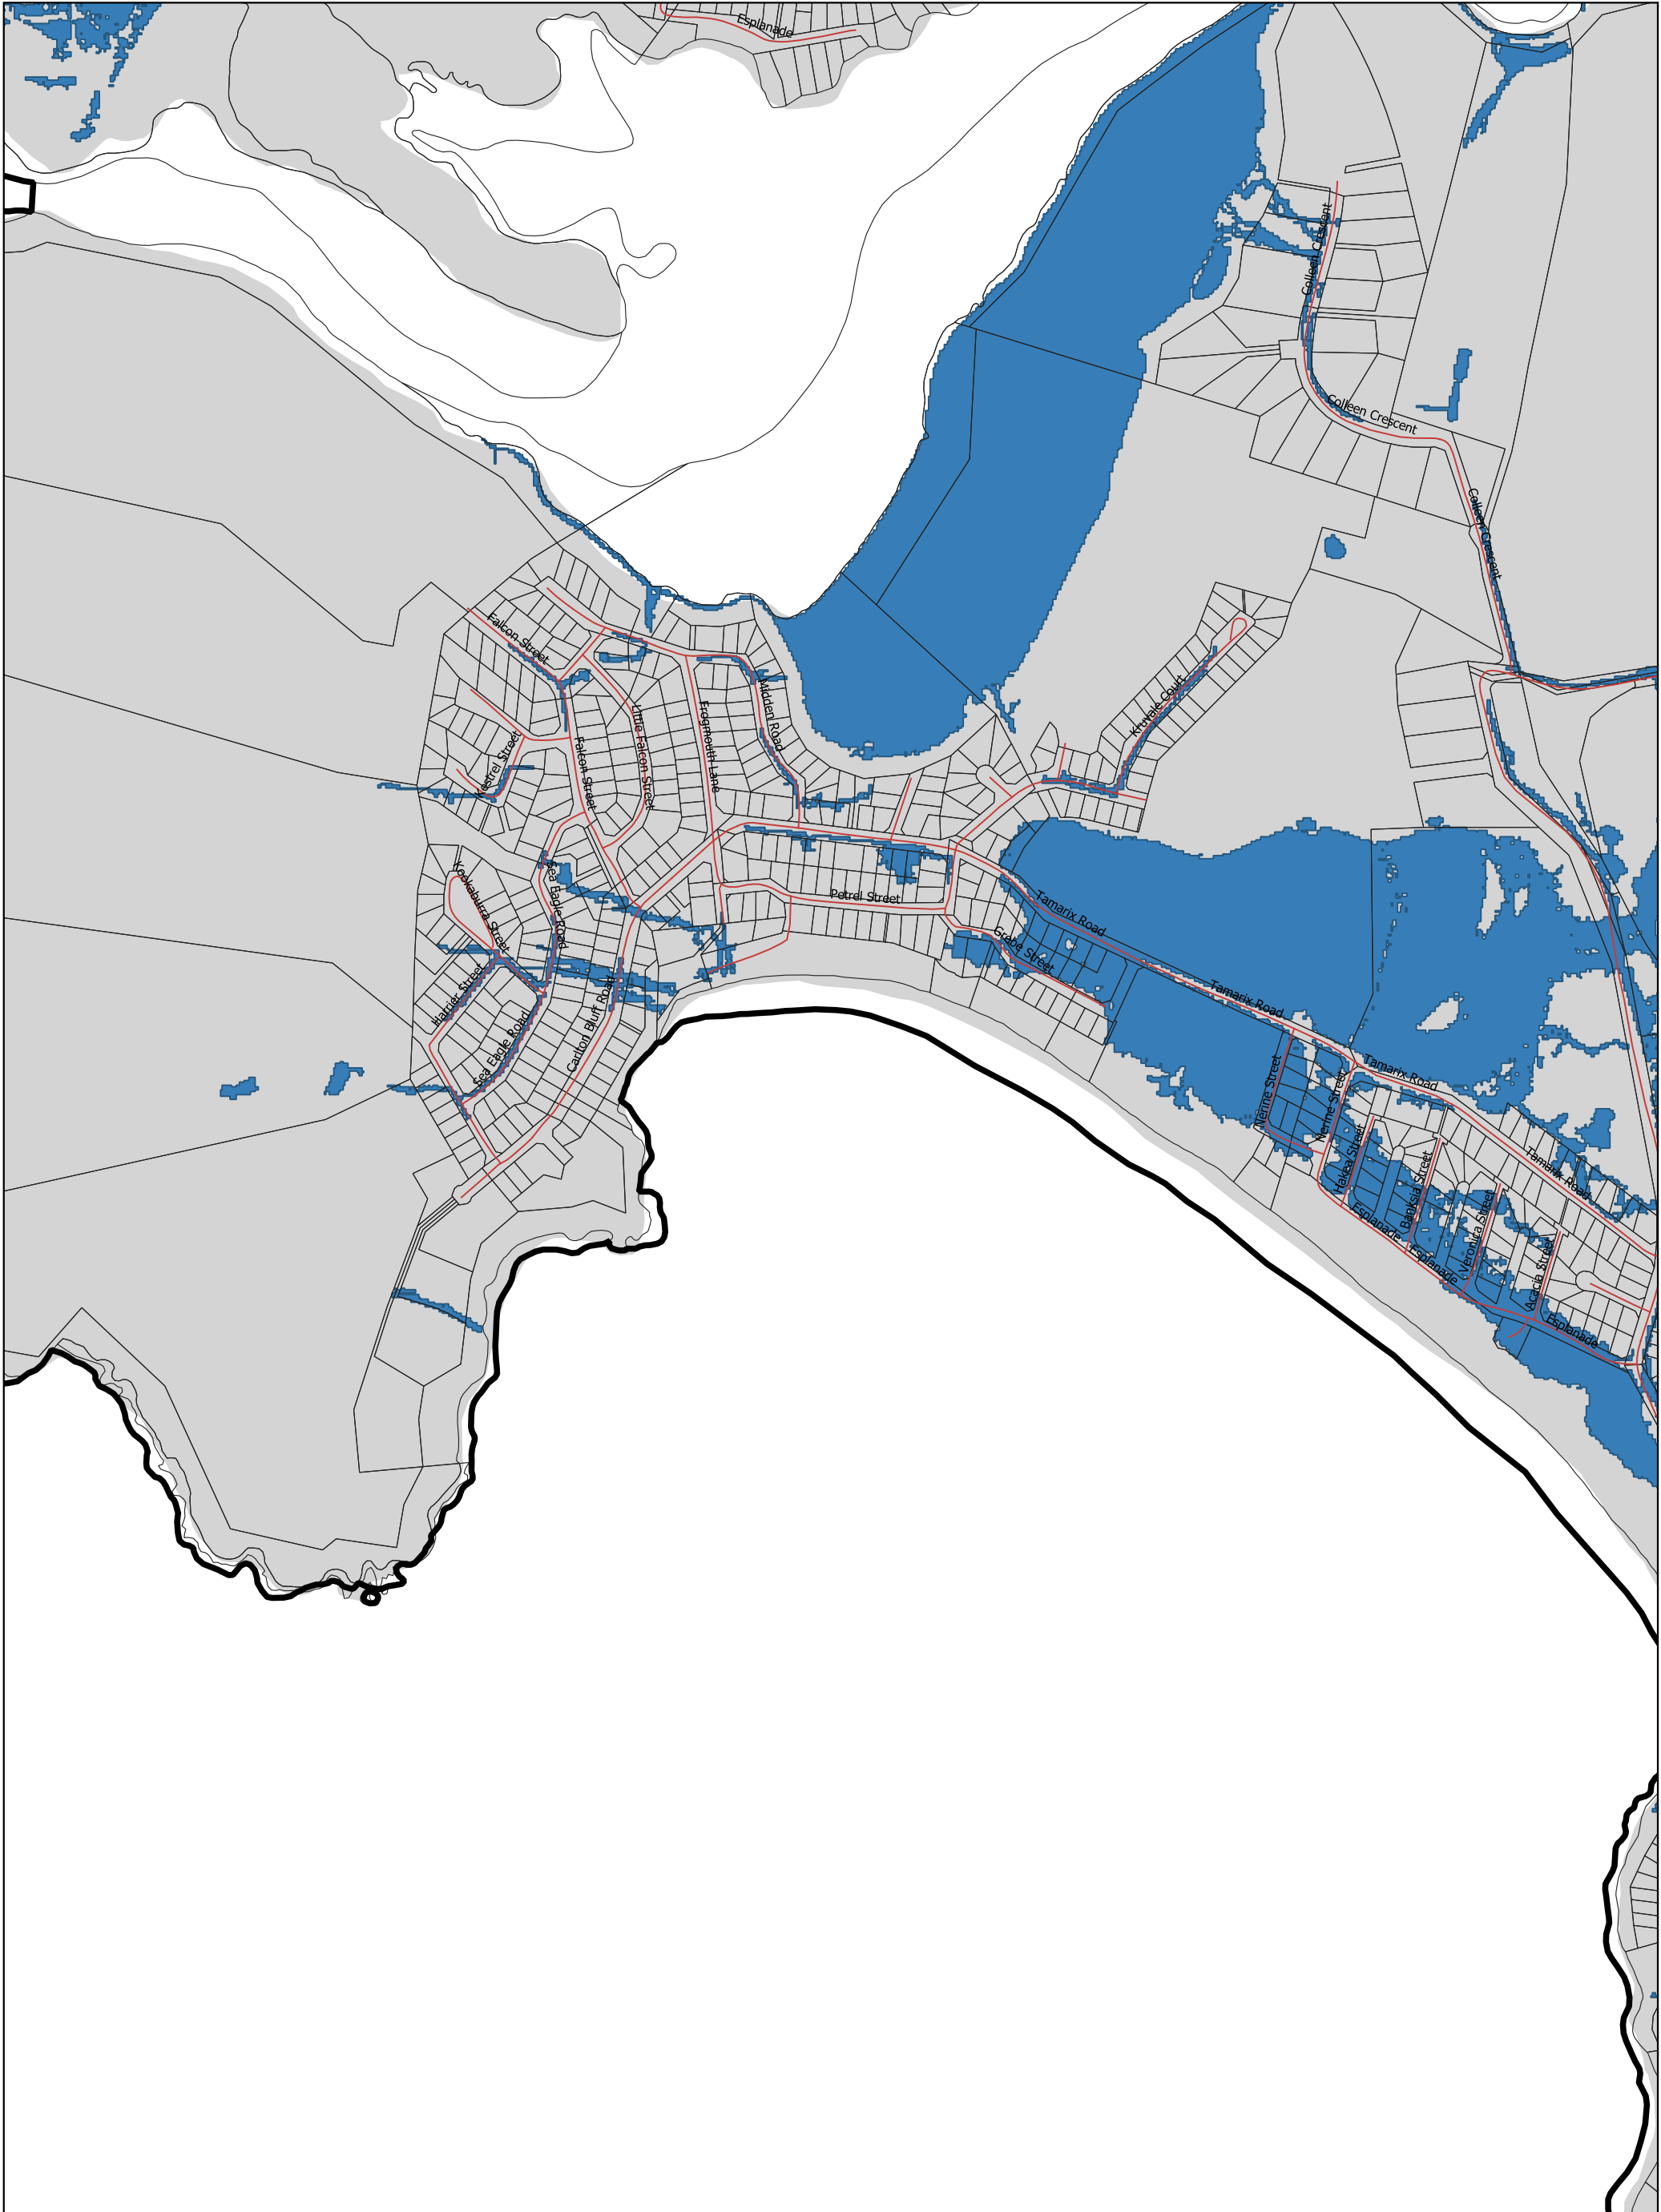 Esplanade
Colleen Crescent
Colleen Crescent
Colleen Crescent
Falcon Street
Little Falcon Street
Frogmouth Lane
Midden Road
Kruvale Court
Kestrel Street
Falcon Street
Kookaburra Street
Sea Eagle Road
Petrel Street
Tamarix Road
Grebe Street
Harrier Street
Carlton Bluff Road
Sea Eagle Road
Tamarix Road
Nerine Street
Nerine Street
Tamarix Road
Hakea Street
Banksia Street
Tamarix Road
Esplanade
Esplanade
Veronica Street
Acacia Street
Esplanade